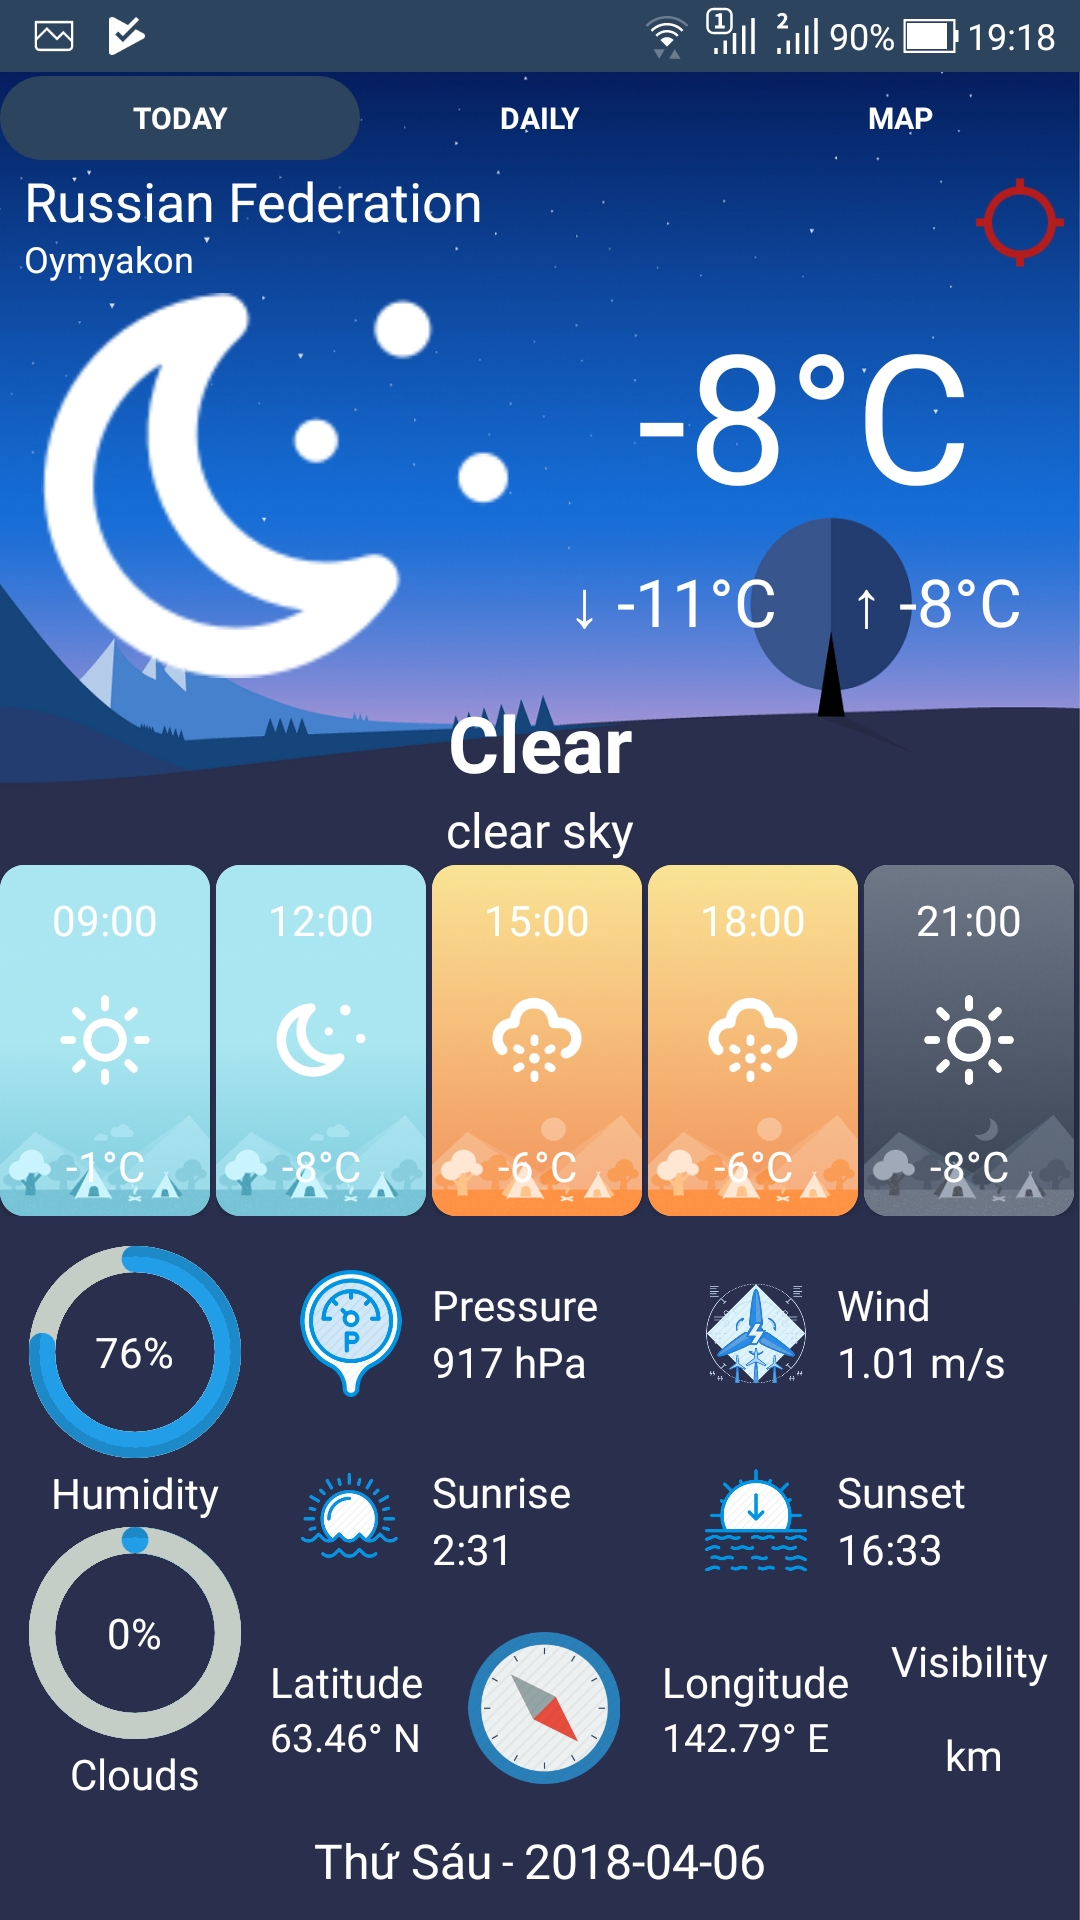 1 2 90% 19:18
TODAY DAILY MAP
Russian Federation
Oymyakon
-8°C
↓ -11°C ↑ -8°C
Clear
clear sky
09:00 12:00 15:00 18:00 21:00
-1°C -8°C -6°C -6°C -8°C
76%
Humidity
Pressure
917 hPa
P
Wind
1.01 m/s
Sunrise
2:31
Sunset
16:33
0%
Clouds
Latitude
63.46° N
Longitude
142.79° E
Visibility
km
Thứ Sáu - 2018-04-06